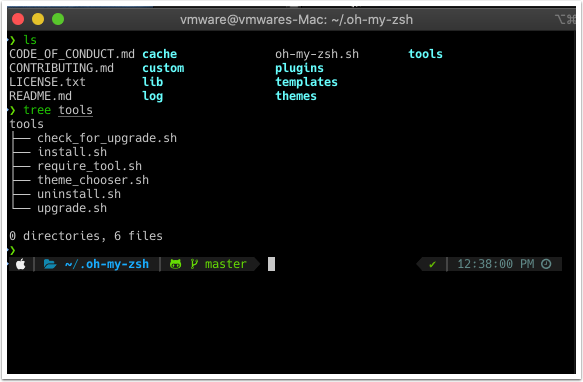 vmware@vmwares-Mac: ~/.oh-my-zsh ⌥⌘
❯ ls
CODE_OF_CONDUCT.md cache oh-my-zsh.sh tools
CONTRIBUTING.md custom plugins
LICENSE.txt lib templates
README.md log themes
❯ tree tools
tools
├── check_for_upgrade.sh
├── install.sh
├── require_tool.sh
├── theme_chooser.sh
├── uninstall.sh
└── upgrade.sh
0 directories, 6 files
❯
~/.oh-my-zsh | master ✔ | 12:38:00 PM